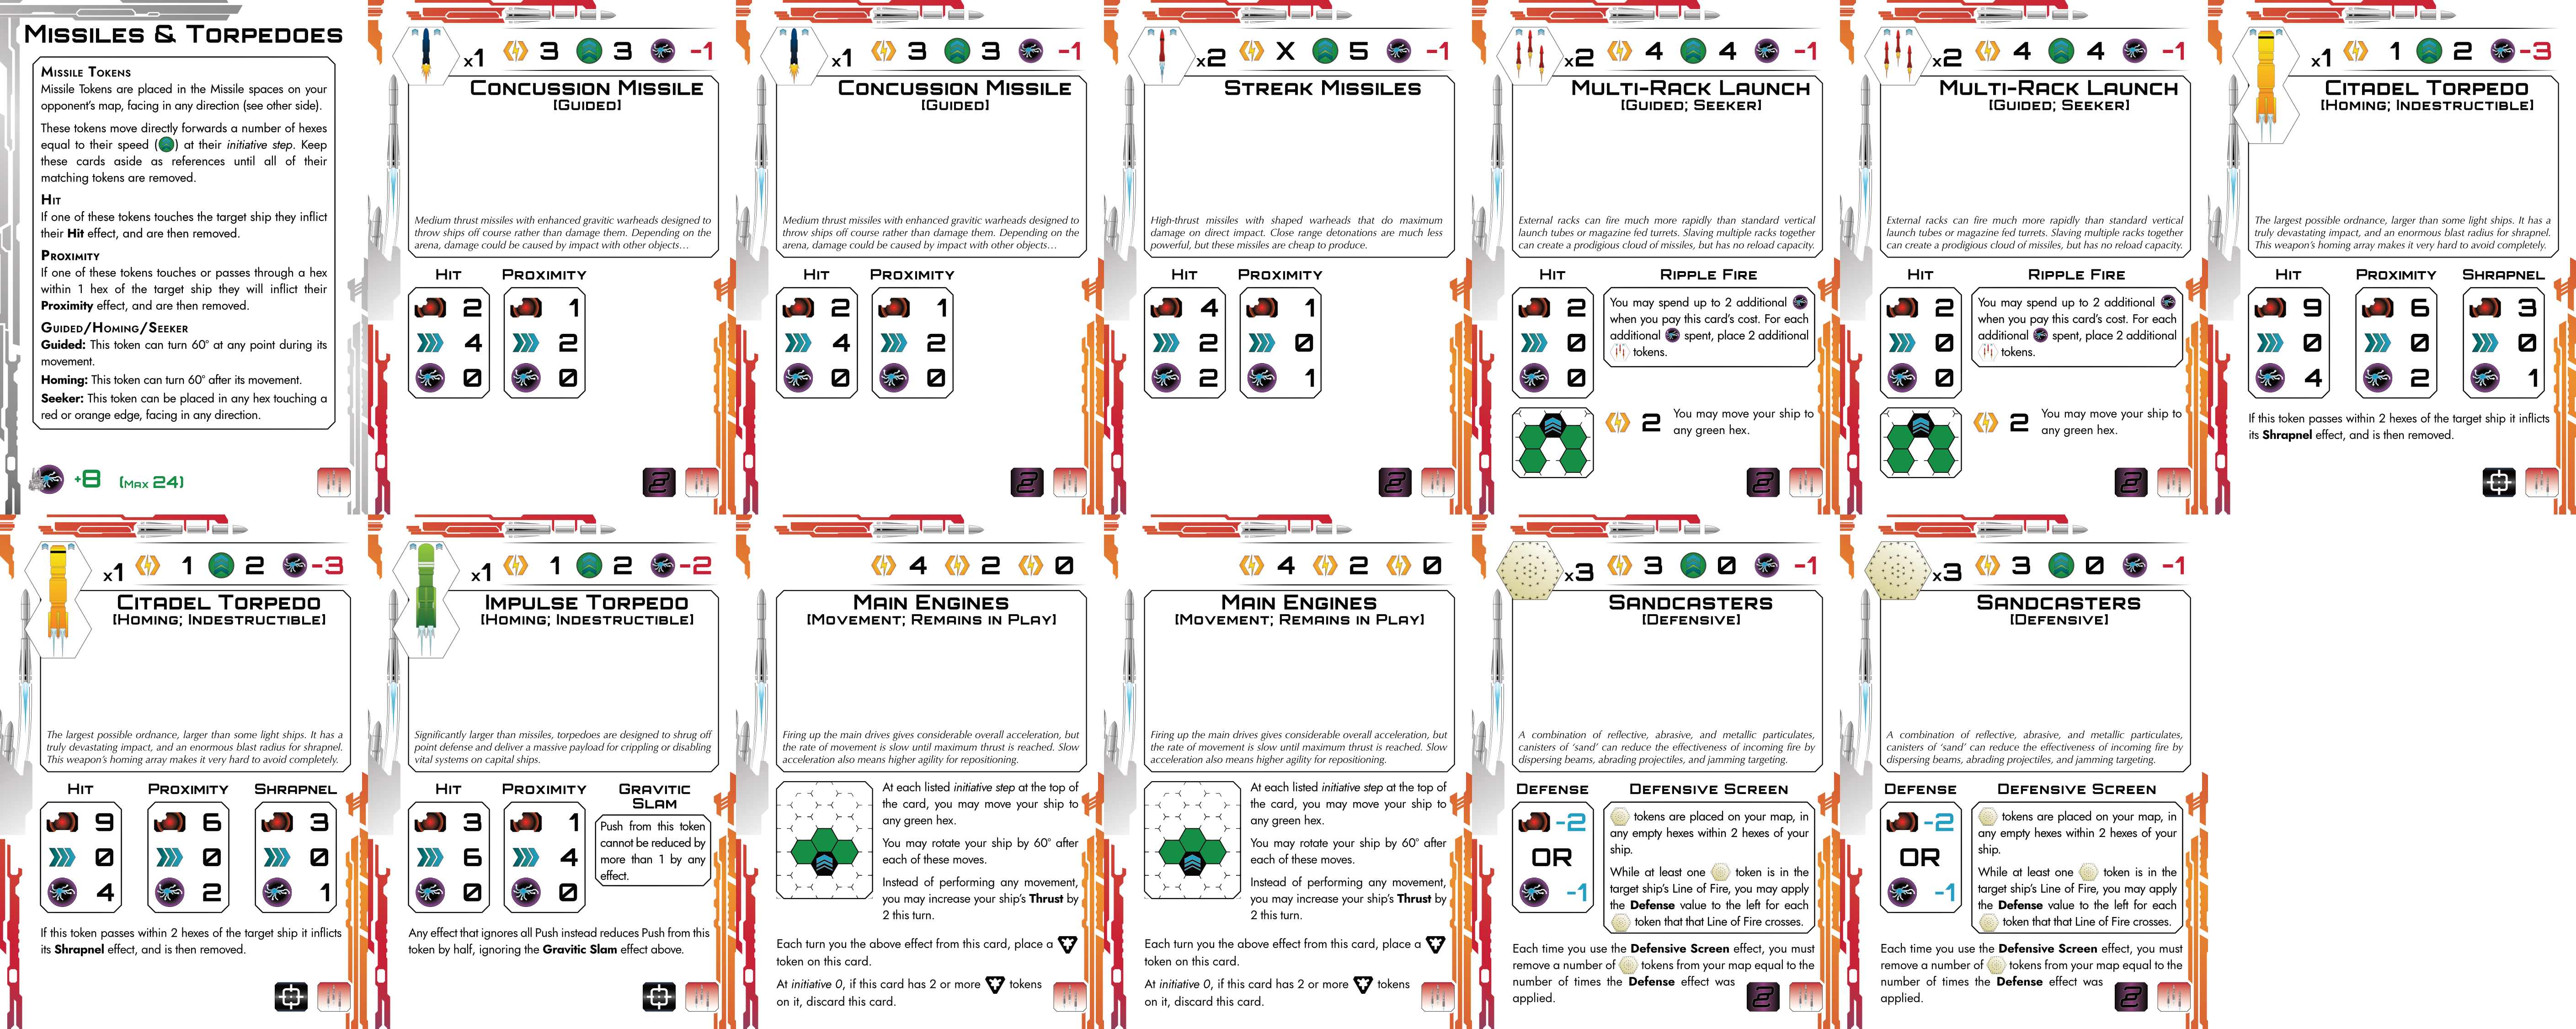 Missiles & Torpedoes
Missile Tokens
Missile Tokens are placed in the Missile spaces on your
opponent's map, facing in any direction (see other side).
These tokens move directly forwards a number of hexes
equal to their speed ( ) at their initiative step. Keep
these cards aside as references until all of their
matching tokens are removed.
Hit
If one of these tokens touches the target ship they inflict
their Hit effect, and are then removed.
Proximity
If one of these tokens touches or passes through a hex
within 1 hex of the target ship they will inflict their
Proximity effect, and are then removed.
Guided/Homing/Seeker
Guided: This token can turn 60° at any point during its
movement.
Homing: This token can turn 60° after its movement.
Seeker: This token can be placed in any hex touching a
red or orange edge, facing in any direction.
+8 (Max 24)
x1 3 3 -1
Concussion Missile
[Guided]
Medium thrust missiles with enhanced gravitic warheads designed to
throw ships off course rather than damage them. Depending on the
arena, damage could be caused by impact with other objects…
Hit Proximity
2 1
4 2
0 0
2
x1 3 3 -1
Concussion Missile
[Guided]
Medium thrust missiles with enhanced gravitic warheads designed to
throw ships off course rather than damage them. Depending on the
arena, damage could be caused by impact with other objects…
Hit Proximity
2 1
4 2
0 0
2
x2 X 5 -1
Streak Missiles
High-thrust missiles with shaped warheads that do maximum
damage on direct impact. Close range detonations are much less
powerful, but these missiles are cheap to produce.
Hit Proximity
4 1
2 0
2 1
2
x2 4 4 -1
Multi-Rack Launch
[Guided; Seeker]
External racks can fire much more rapidly than standard vertical
launch tubes or magazine fed turrets. Slaving multiple racks together
can create a prodigious cloud of missiles, but has no reload capacity.
Hit Ripple Fire
2
0
0
You may spend up to 2 additional
when you pay this card's cost. For each
additional spent, place 2 additional
tokens.
2 You may move your ship to
any green hex.
2
x2 4 4 -1
Multi-Rack Launch
[Guided; Seeker]
External racks can fire much more rapidly than standard vertical
launch tubes or magazine fed turrets. Slaving multiple racks together
can create a prodigious cloud of missiles, but has no reload capacity.
Hit Ripple Fire
2
0
0
You may spend up to 2 additional
when you pay this card's cost. For each
additional spent, place 2 additional
tokens.
2 You may move your ship to
any green hex.
2
x1 1 2 -3
Citadel Torpedo
[Homing; Indestructible]
The largest possible ordnance, larger than some light ships. It has a
truly devastating impact, and an enormous blast radius for shrapnel.
This weapon's homing array makes it very hard to avoid completely.
Hit Proximity Shrapnel
9 6 3
0 0 0
4 2 1
If this token passes within 2 hexes of the target ship it inflicts
its Shrapnel effect, and is then removed.
x1 1 2 -3
Citadel Torpedo
[Homing; Indestructible]
The largest possible ordnance, larger than some light ships. It has a
truly devastating impact, and an enormous blast radius for shrapnel.
This weapon's homing array makes it very hard to avoid completely.
Hit Proximity Shrapnel
9 6 3
0 0 0
4 2 1
If this token passes within 2 hexes of the target ship it inflicts
its Shrapnel effect, and is then removed.
x1 1 2 -2
Impulse Torpedo
[Homing; Indestructible]
Significantly larger than missiles, torpedoes are designed to shrug off
point defense and deliver a massive payload for crippling or disabling
vital systems on capital ships.
Hit Proximity Gravitic
Slam
3 1
6 4
0 0
Push from this token
cannot be reduced by
more than 1 by any
effect.
Any effect that ignores all Push instead reduces Push from this
token by half, ignoring the Gravitic Slam effect above.
4 2 0
Main Engines
[Movement; Remains in Play]
Firing up the main drives gives considerable overall acceleration, but
the rate of movement is slow until maximum thrust is reached. Slow
acceleration also means higher agility for repositioning.
At each listed initiative step at the top of
the card, you may move your ship to
any green hex.
You may rotate your ship by 60° after
each of these moves.
Instead of performing any movement,
you may increase your ship's Thrust by
2 this turn.
Each turn you the above effect from this card, place a
token on this card.
At initiative 0, if this card has 2 or more tokens
on it, discard this card.
4 2 0
Main Engines
[Movement; Remains in Play]
Firing up the main drives gives considerable overall acceleration, but
the rate of movement is slow until maximum thrust is reached. Slow
acceleration also means higher agility for repositioning.
At each listed initiative step at the top of
the card, you may move your ship to
any green hex.
You may rotate your ship by 60° after
each of these moves.
Instead of performing any movement,
you may increase your ship's Thrust by
2 this turn.
Each turn you the above effect from this card, place a
token on this card.
At initiative 0, if this card has 2 or more tokens
on it, discard this card.
x3 3 0 -1
Sandcasters
[Defensive]
A combination of reflective, abrasive, and metallic particulates,
canisters of 'sand' can reduce the effectiveness of incoming fire by
dispersing beams, abrading projectiles, and jamming targeting.
Defense Defensive Screen
-2
OR
-1
tokens are placed on your map, in
any empty hexes within 2 hexes of your
ship.
While at least one token is in the
target ship's Line of Fire, you may apply
the Defense value to the left for each
token that that Line of Fire crosses.
Each time you use the Defensive Screen effect, you must
remove a number of tokens from your map equal to the
number of times the Defense effect was
applied.
2
x3 3 0 -1
Sandcasters
[Defensive]
A combination of reflective, abrasive, and metallic particulates,
canisters of 'sand' can reduce the effectiveness of incoming fire by
dispersing beams, abrading projectiles, and jamming targeting.
Defense Defensive Screen
-2
OR
-1
tokens are placed on your map, in
any empty hexes within 2 hexes of your
ship.
While at least one token is in the
target ship's Line of Fire, you may apply
the Defense value to the left for each
token that that Line of Fire crosses.
Each time you use the Defensive Screen effect, you must
remove a number of tokens from your map equal to the
number of times the Defense effect was
applied.
2